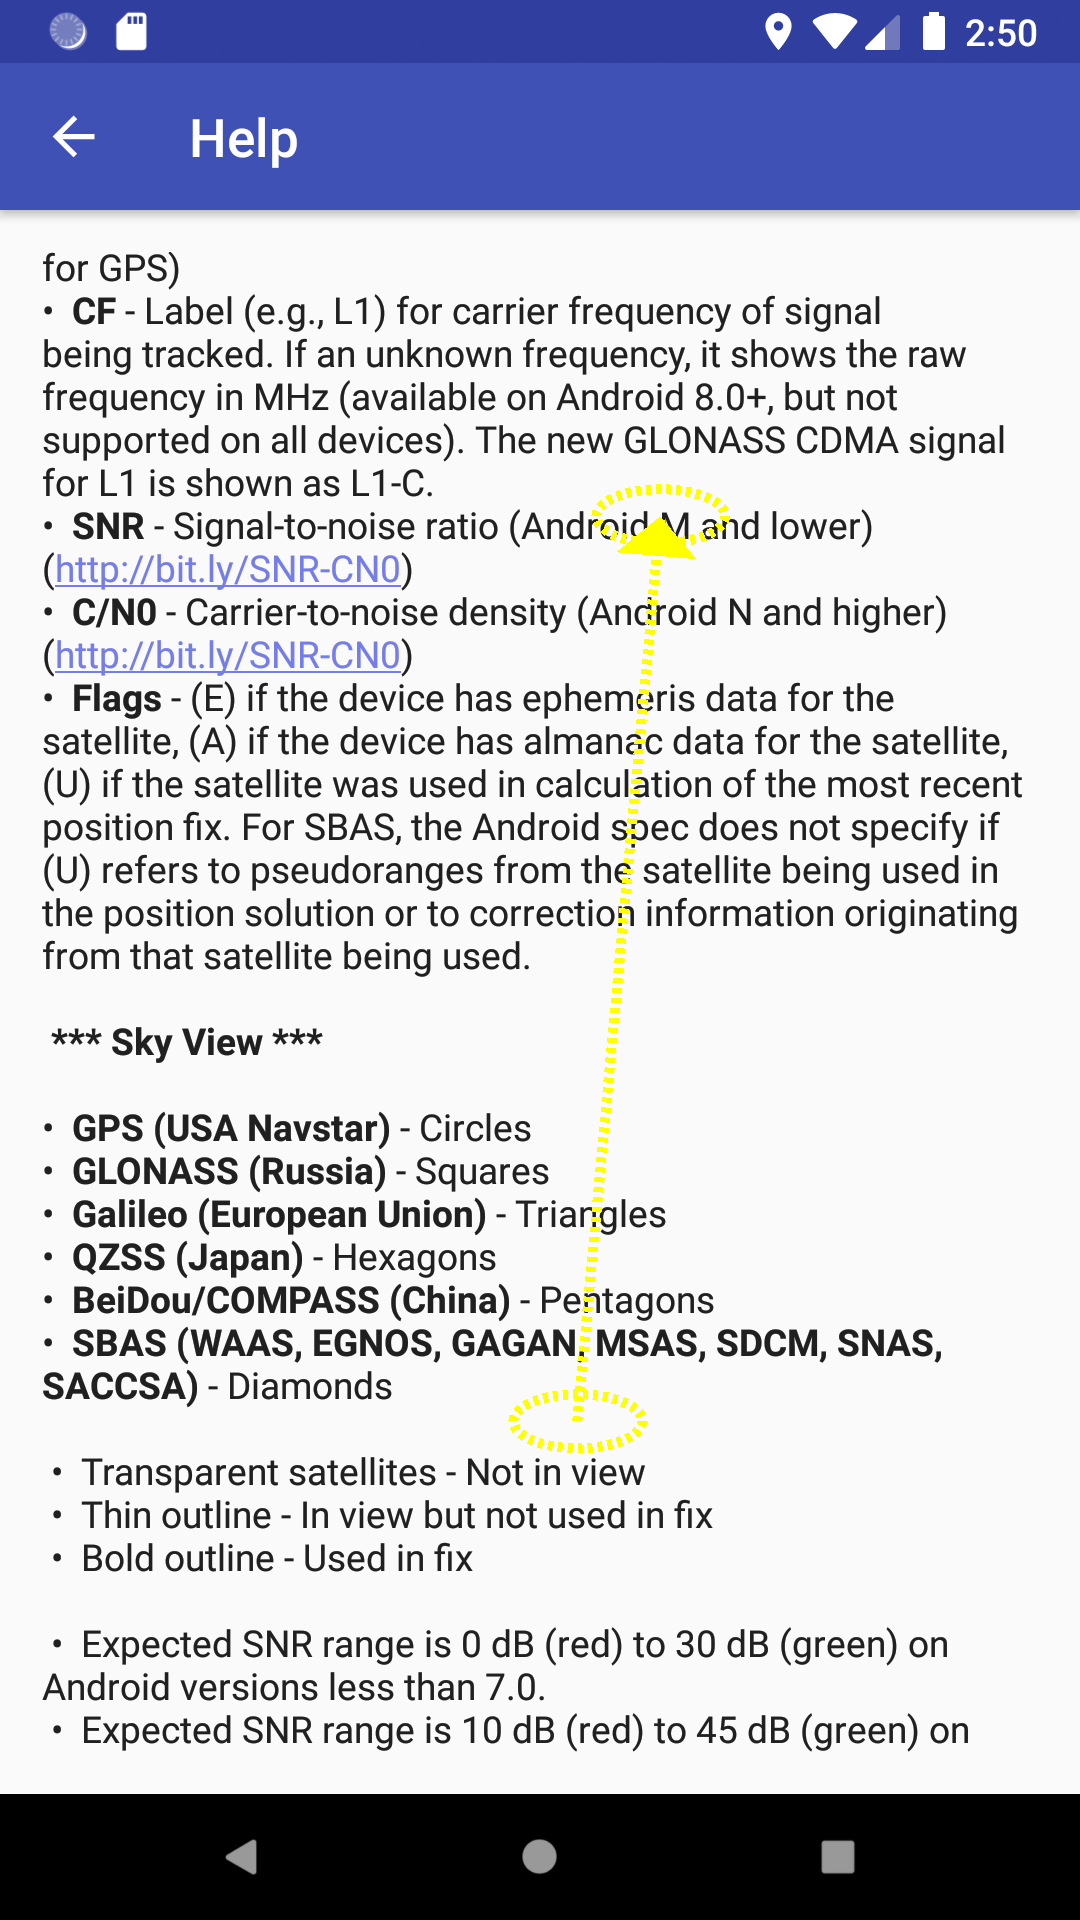 2:50
Help
for GPS)
• CF - Label (e.g., L1) for carrier frequency of signal
being tracked. If an unknown frequency, it shows the raw
frequency in MHz (available on Android 8.0+, but not
supported on all devices). The new GLONASS CDMA signal
for L1 is shown as L1-C.
• SNR - Signal-to-noise ratio (Android M and lower)
(http://bit.ly/SNR-CN0)
• C/N0 - Carrier-to-noise density (Android N and higher)
(http://bit.ly/SNR-CN0)
• Flags - (E) if the device has ephemeris data for the
satellite, (A) if the device has almanac data for the satellite,
(U) if the satellite was used in calculation of the most recent
position fix. For SBAS, the Android spec does not specify if
(U) refers to pseudoranges from the satellite being used in
the position solution or to correction information originating
from that satellite being used.
*** Sky View ***
• GPS (USA Navstar) - Circles
• GLONASS (Russia) - Squares
• Galileo (European Union) - Triangles
• QZSS (Japan) - Hexagons
• BeiDou/COMPASS (China) - Pentagons
• SBAS (WAAS, EGNOS, GAGAN, MSAS, SDCM, SNAS,
SACCSA) - Diamonds
• Transparent satellites - Not in view
• Thin outline - In view but not used in fix
• Bold outline - Used in fix
• Expected SNR range is 0 dB (red) to 30 dB (green) on
Android versions less than 7.0.
• Expected SNR range is 10 dB (red) to 45 dB (green) on